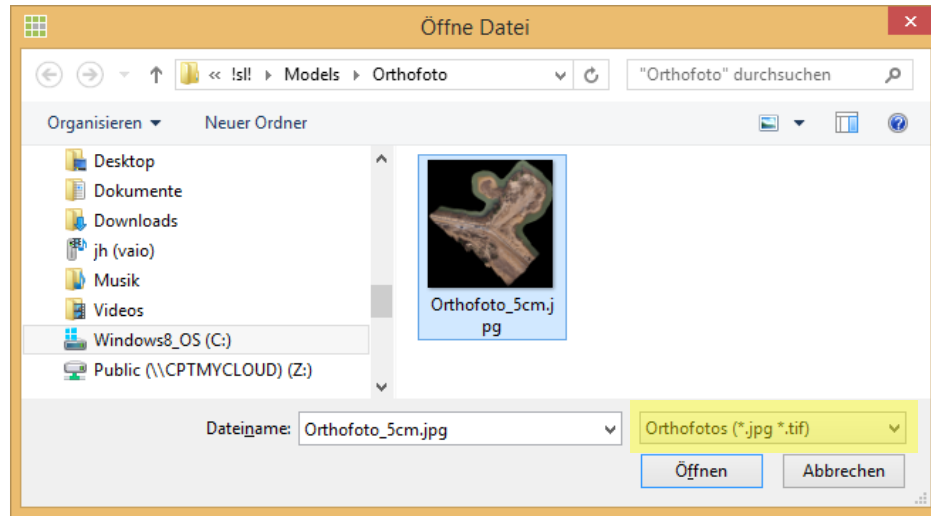 Öffne Datei
« !sl! ▸ Models ▸ Orthofoto
"Orthofoto" durchsuchen
Organisieren
Neuer Ordner
Desktop
Dokumente
Downloads
jh (vaio)
Musik
Videos
Windows8_OS (C:)
Public (\\CPTMYCLOUD) (Z:)
Orthofoto_5cm.j
pg
Dateiname: Orthofoto_5cm.jpg
Orthofotos (*.jpg *.tif)
Öffnen
Abbrechen